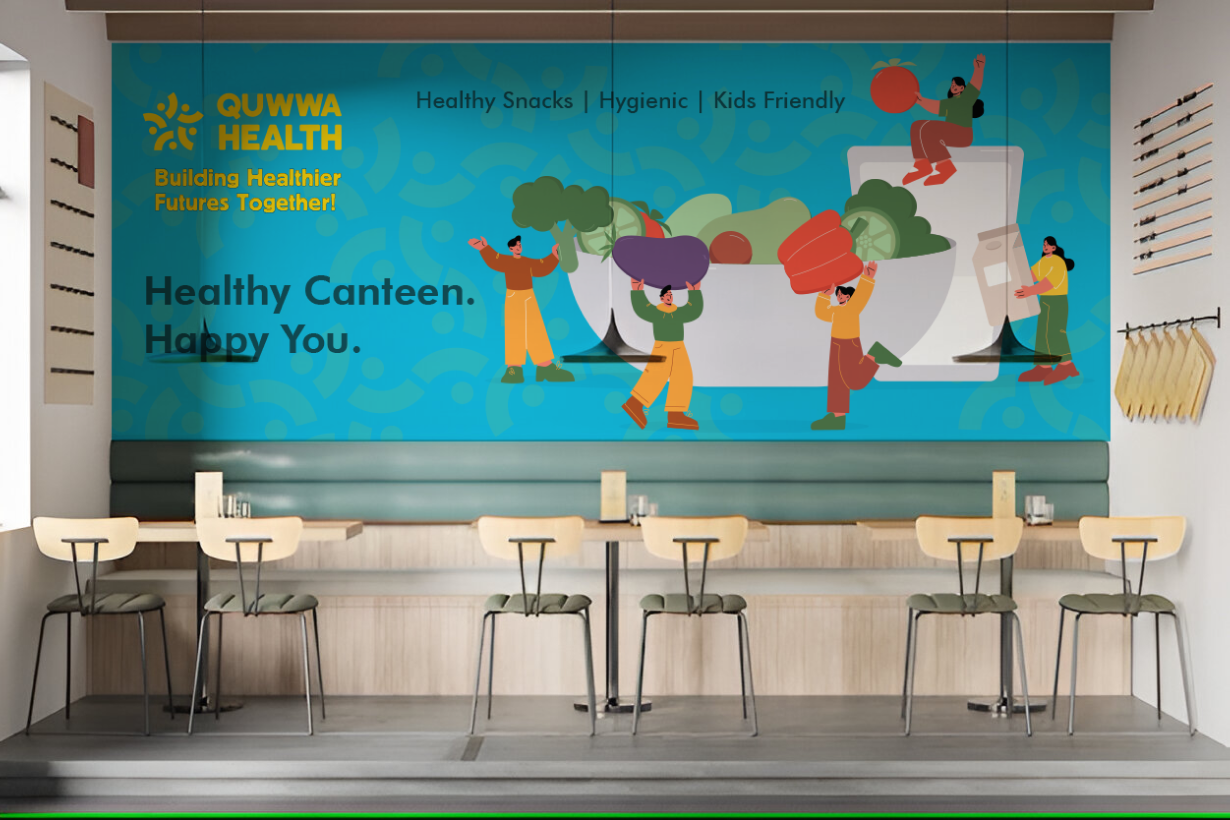 QUWWA
HEALTH
Building Healthier
Futures Together!
Healthy Snacks | Hygienic | Kids Friendly
Healthy Canteen.
Happy You.